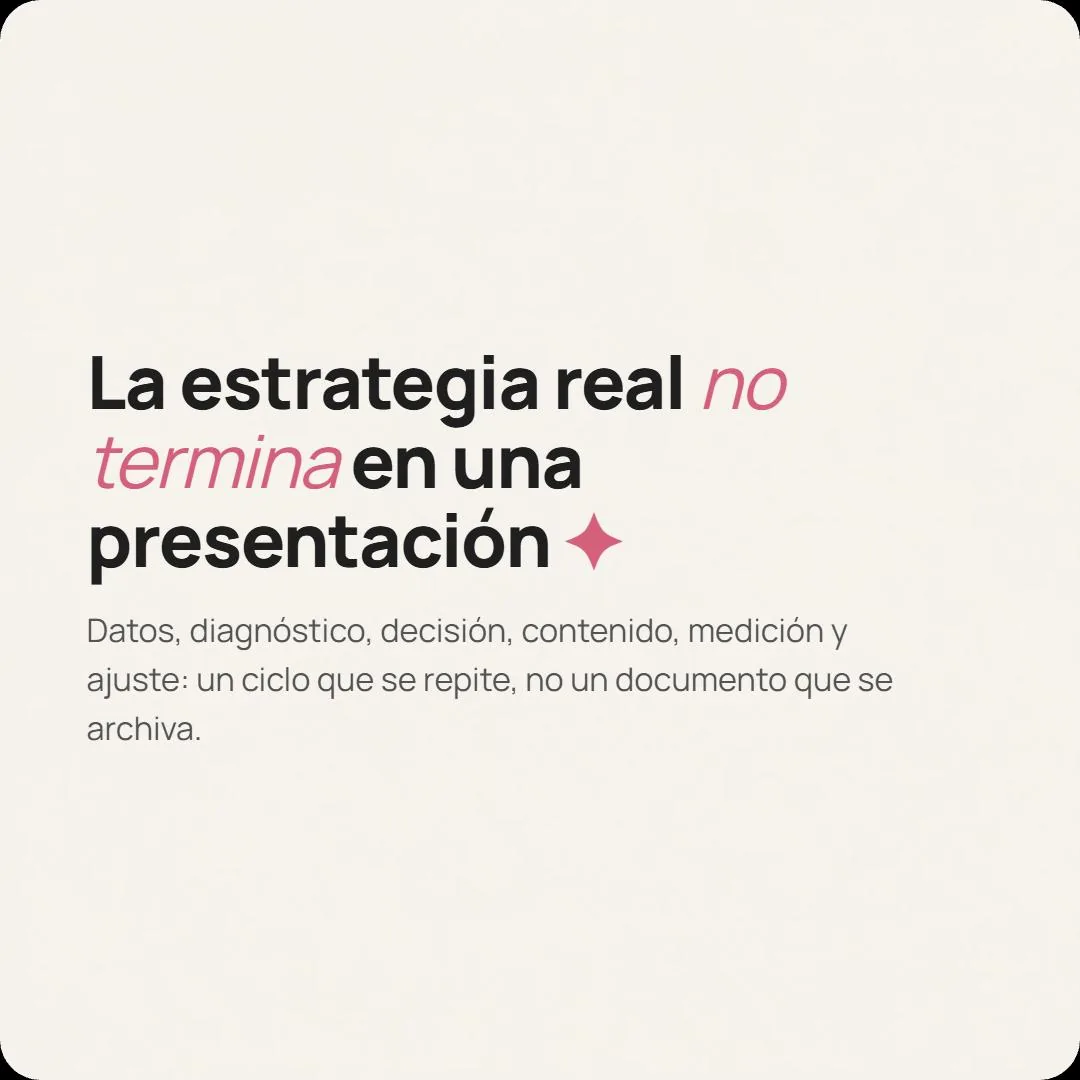 La estrategia real no
termina en una
presentación
Datos, diagnóstico, decisión, contenido, medición y
ajuste: un ciclo que se repite, no un documento que se
archiva.